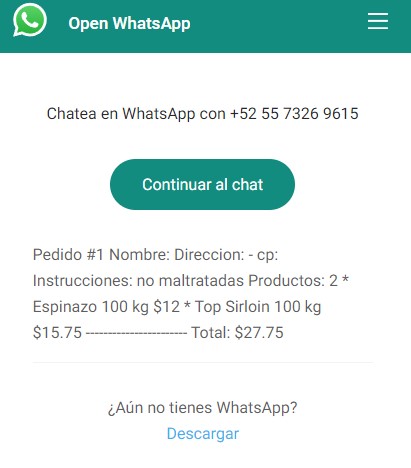 Open WhatsApp
Chatea en WhatsApp con +52 55 7326 9615
Continuar al chat
Pedido #1 Nombre: Direccion: - cp:
Instrucciones: no maltratadas Productos: 2 *
Espinazo 100 kg $12 * Top Sirloin 100 kg
$15.75 ----------------------- Total: $27.75
¿Aún no tienes WhatsApp?
Descargar